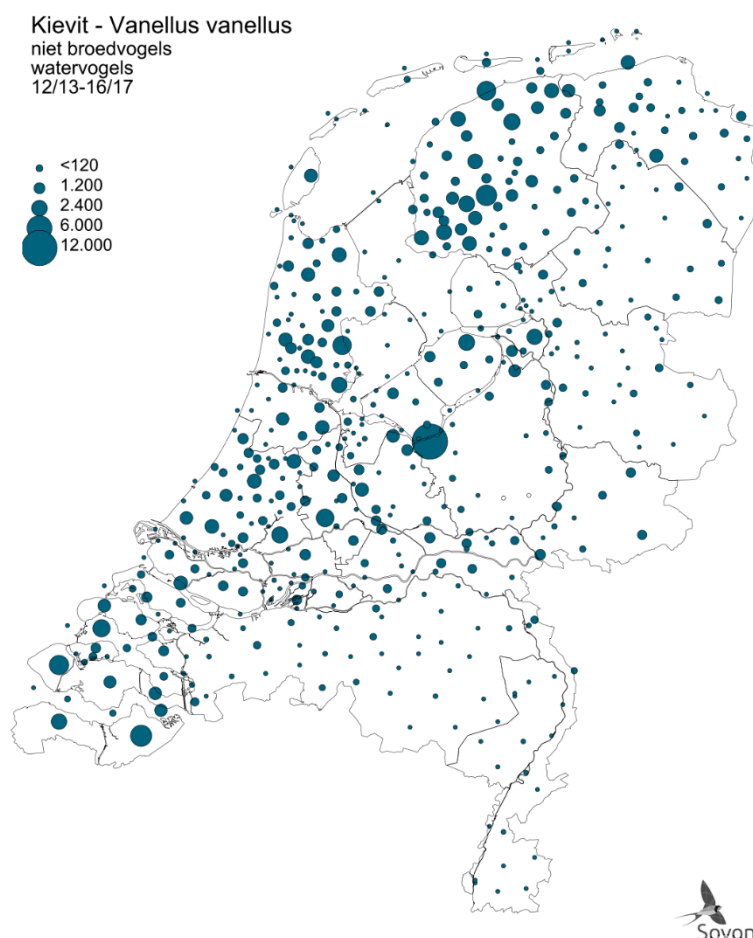 Kievit - Vanellus vanellus
niet broedvogels
watervogels
12/13-16/17
<120
1.200
2.400
6.000
12.000
Sovon